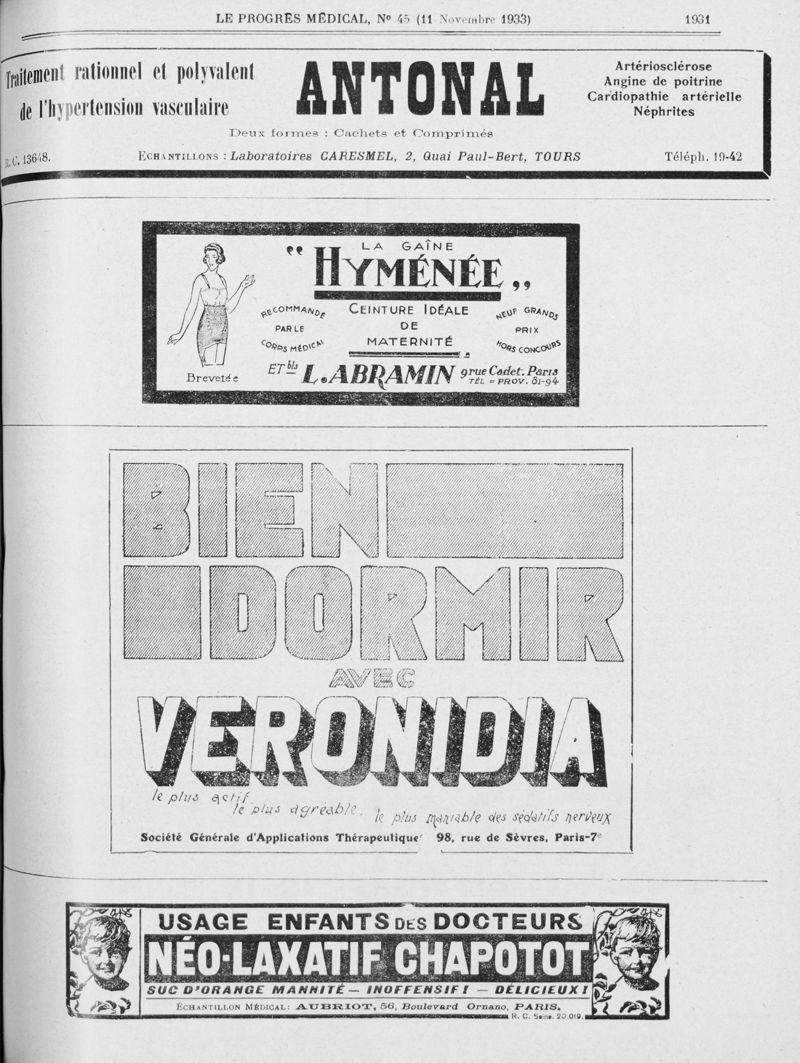 LE PROGRÈS MÉDICAL, No 45 (11 Novembre 1933) 1931
Traitement rationnel et polyvalent
de l'hypertension vasculaire
ANTONAL
Artériosclérose
Angine de poitrine
Cardiopathie artérielle
Néphrites
Deux formes : Cachets et Comprimés
R.C. 13648. ECHANTILLONS : Laboratoires CARESMEL, 2, Quai Paul-Bert, TOURS Téléph. 19-42
LA GAÎNE
"HYMÉNÉE„
RECOMMANDÉ
PAR LE
CORPS MÉDICAL
CEINTURE IDÉALE
DE
MATERNITÉ
NEUF GRANDS
PRIX
HORS CONCOURS
Brevetée
ETbls L. ABRAMIN 9 rue Cadet. Paris
TÉL = PROV. 81-94
BIEN
DORMIR
AVEC
VERONIDIA
le plus actif.
le plus agréable.
le plus maniable des sédatifs nerveux
Société Générale d'Applications Thérapeutique 98, rue de Sèvres, Paris-7e
USAGE ENFANTS DES DOCTEURS
NÉO-LAXATIF CHAPOTOT
SUC D'ORANGE MANNITÉ — INOFFENSIF! — DÉLICIEUX!
ÉCHANTILLON MÉDICAL: AUBRIOT, 56, Boulevard Ornano, PARIS.
R. C. Seine. 20.019.